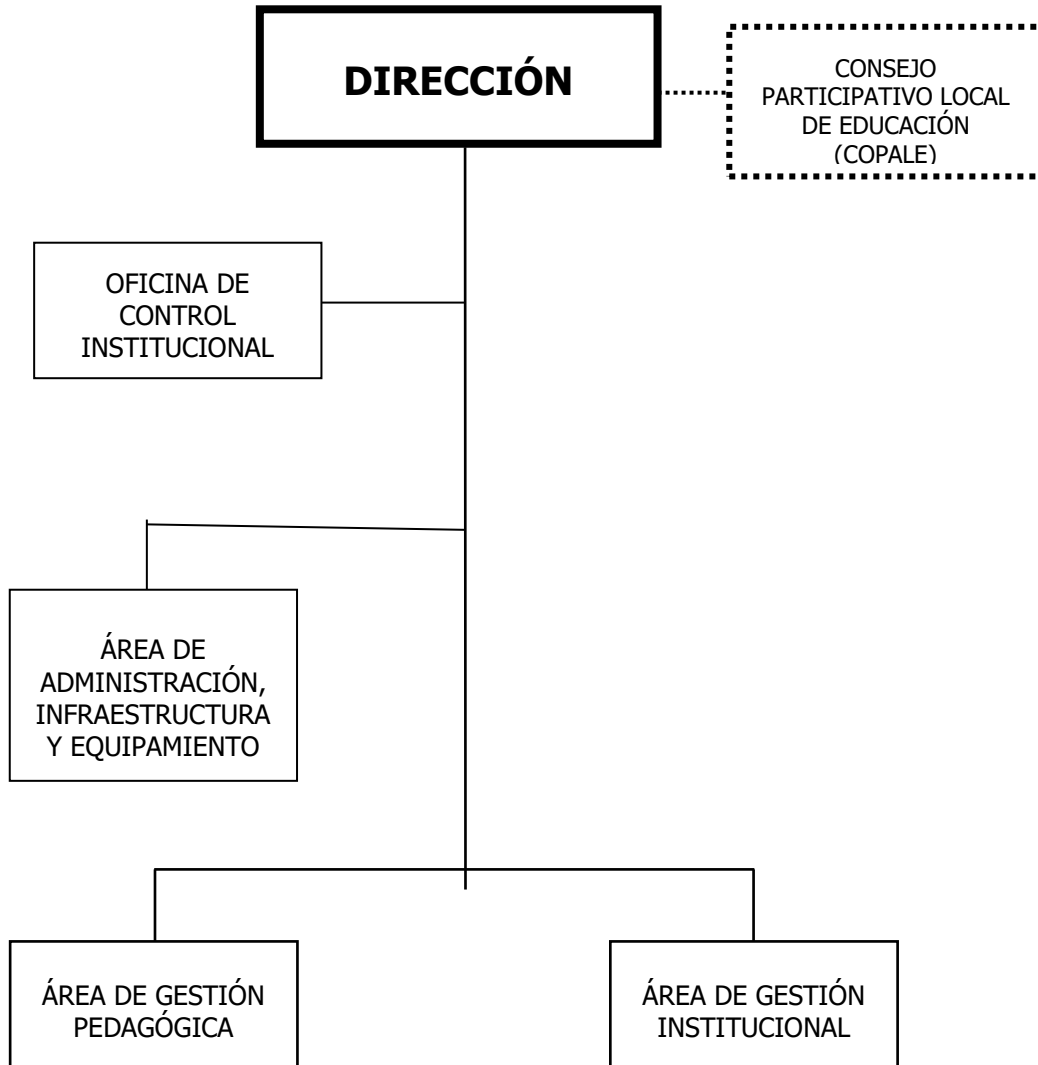 DIRECCIÓN
CONSEJO
PARTICIPATIVO LOCAL
DE EDUCACIÓN
(COPALE)
OFICINA DE
CONTROL
INSTITUCIONAL
ÁREA DE
ADMINISTRACIÓN,
INFRAESTRUCTURA
Y EQUIPAMIENTO
ÁREA DE GESTIÓN
PEDAGÓGICA
ÁREA DE GESTIÓN
INSTITUCIONAL